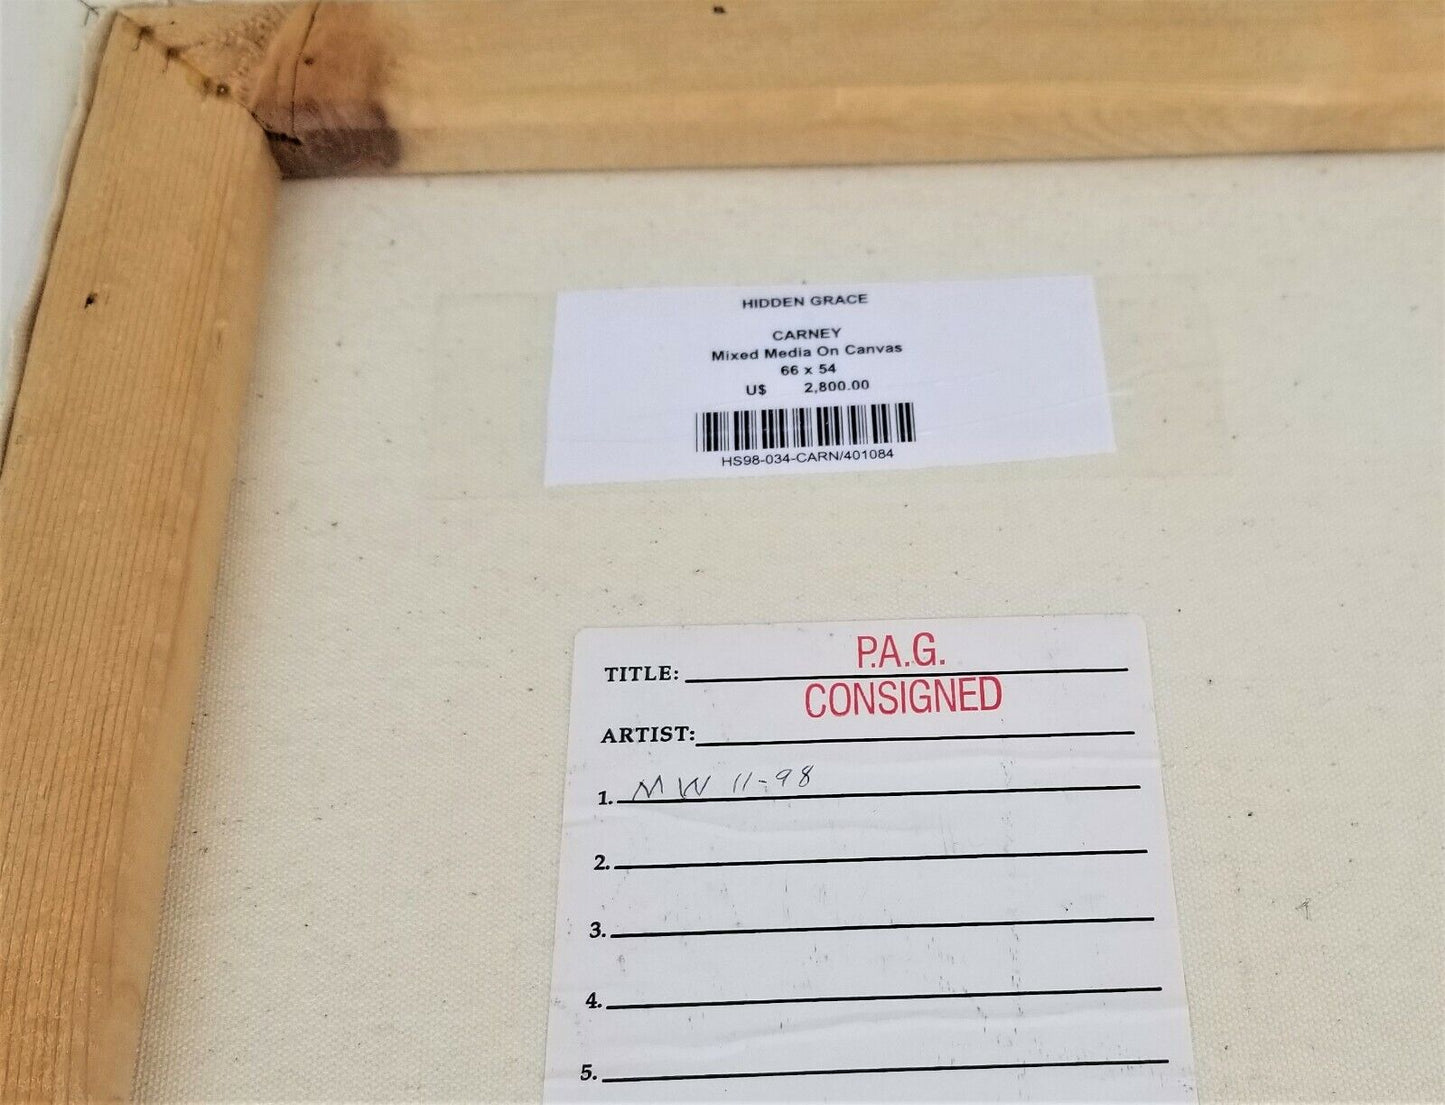 HIDDEN GRACE
CARNEY
Mixed Media On Canvas
66 x 54
U$ 2,800.00
HS98-034-CARN/401084
P.A.G.
TITLE:
CONSIGNED
ARTIST:
1. MW 11-98
2.
3.
4.
5.